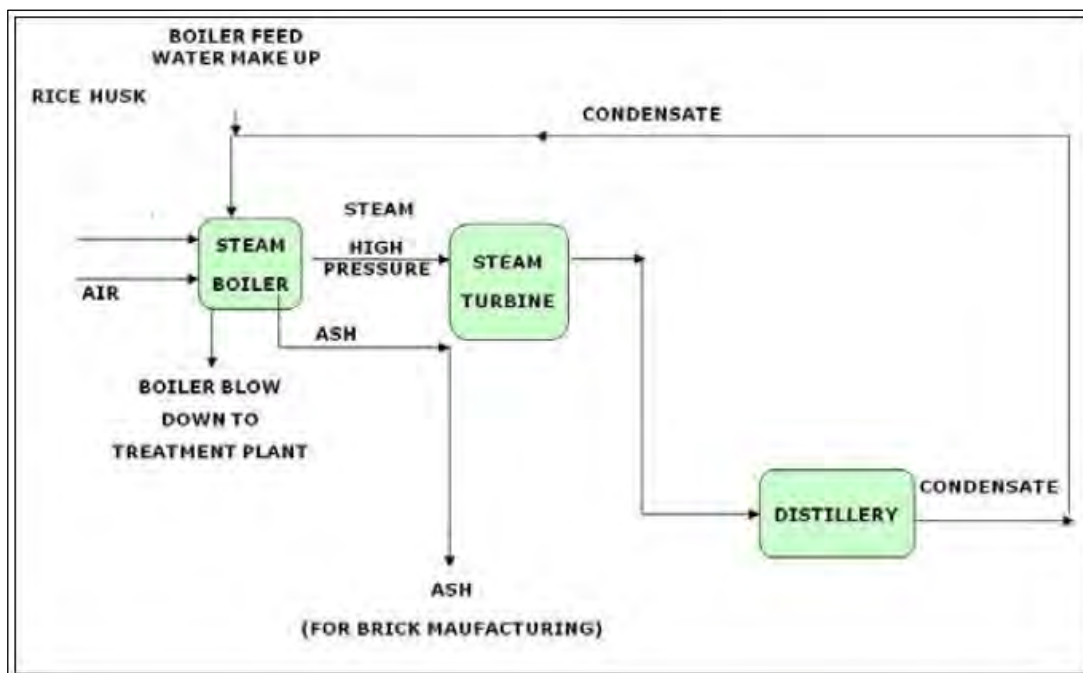 BOILER FEED
WATER MAKE UP
RICE HUSK
CONDENSATE
STEAM
HIGH
PRESSURE
STEAM
BOILER
STEAM
TURBINE
AIR
ASH
BOILER BLOW
DOWN TO
TREATMENT PLANT
CONDENSATE
DISTILLERY
ASH
(FOR BRICK MAUFACTURING)